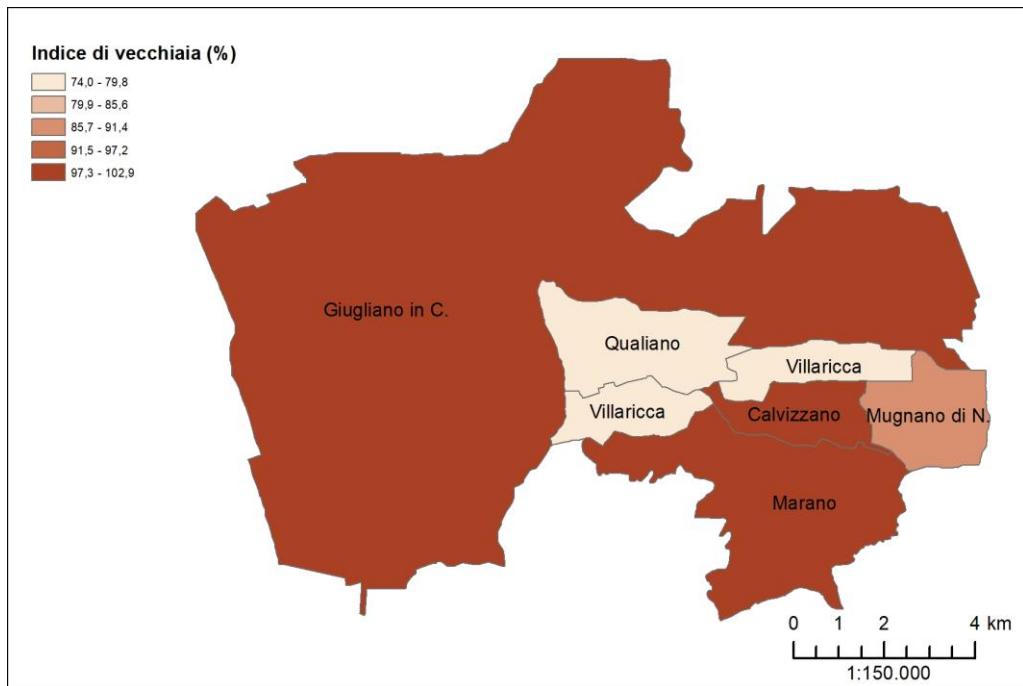 Indice di vecchiaia (%)
74,0 - 79,8
79,9 - 85,6
85,7 - 91,4
91,5 - 97,2
97,3 - 102,9
Giugliano in C.
Qualiano
Villaricca
Villaricca
Calvizzano
Mugnano di N.
Marano
0 1 2 4 km
1:150.000